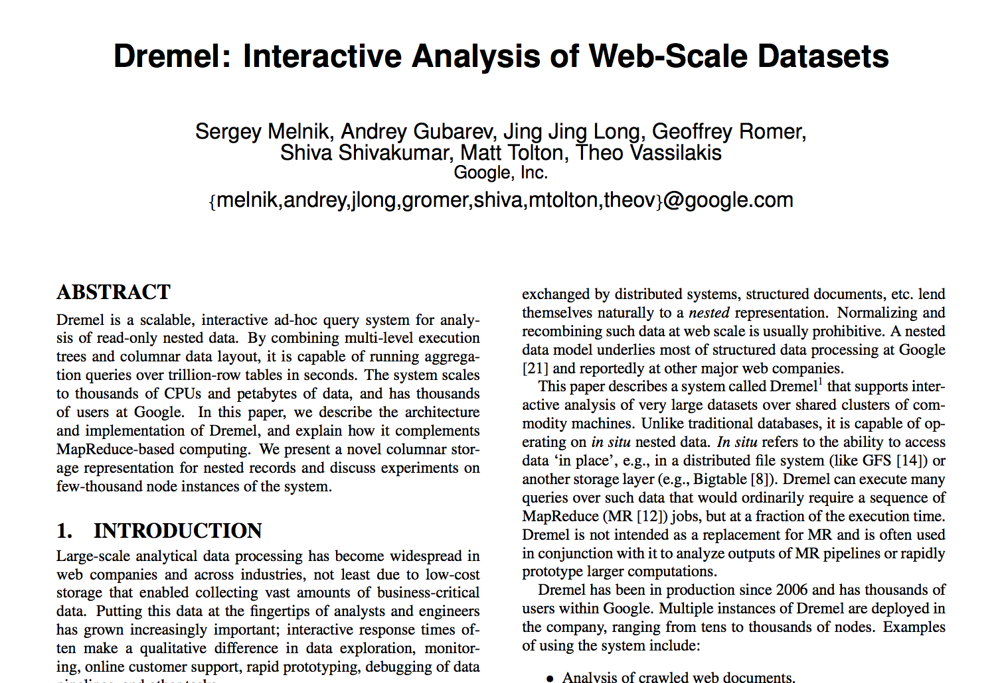 Dremel: Interactive Analysis of Web-Scale Datasets
Sergey Melnik, Andrey Gubarev, Jing Jing Long, Geoffrey Romer,
Shiva Shivakumar, Matt Tolton, Theo Vassilakis
Google, Inc.
{melnik,andrey,jlong,gromer,shiva,mtolton,theov}@google.com
ABSTRACT
Dremel is a scalable, interactive ad-hoc query system for analy-
sis of read-only nested data. By combining multi-level execution
trees and columnar data layout, it is capable of running aggrega-
tion queries over trillion-row tables in seconds. The system scales
to thousands of CPUs and petabytes of data, and has thousands
of users at Google. In this paper, we describe the architecture
and implementation of Dremel, and explain how it complements
MapReduce-based computing. We present a novel columnar stor-
age representation for nested records and discuss experiments on
few-thousand node instances of the system.
1. INTRODUCTION
Large-scale analytical data processing has become widespread in
web companies and across industries, not least due to low-cost
storage that enabled collecting vast amounts of business-critical
data. Putting this data at the fingertips of analysts and engineers
has grown increasingly important; interactive response times of-
ten make a qualitative difference in data exploration, monitor-
ing, online customer support, rapid prototyping, debugging of data
pipelines, and other tasks.
exchanged by distributed systems, structured documents, etc. lend
themselves naturally to a nested representation. Normalizing and
recombining such data at web scale is usually prohibitive. A nested
data model underlies most of structured data processing at Google
[21] and reportedly at other major web companies.
This paper describes a system called Dremel¹ that supports inter-
active analysis of very large datasets over shared clusters of com-
modity machines. Unlike traditional databases, it is capable of op-
erating on in situ nested data. In situ refers to the ability to access
data ‘in place’, e.g., in a distributed file system (like GFS [14]) or
another storage layer (e.g., Bigtable [8]). Dremel can execute many
queries over such data that would ordinarily require a sequence of
MapReduce (MR [12]) jobs, but at a fraction of the execution time.
Dremel is not intended as a replacement for MR and is often used
in conjunction with it to analyze outputs of MR pipelines or rapidly
prototype larger computations.
Dremel has been in production since 2006 and has thousands of
users within Google. Multiple instances of Dremel are deployed in
the company, ranging from tens to thousands of nodes. Examples
of using the system include:
• Analysis of crawled web documents.